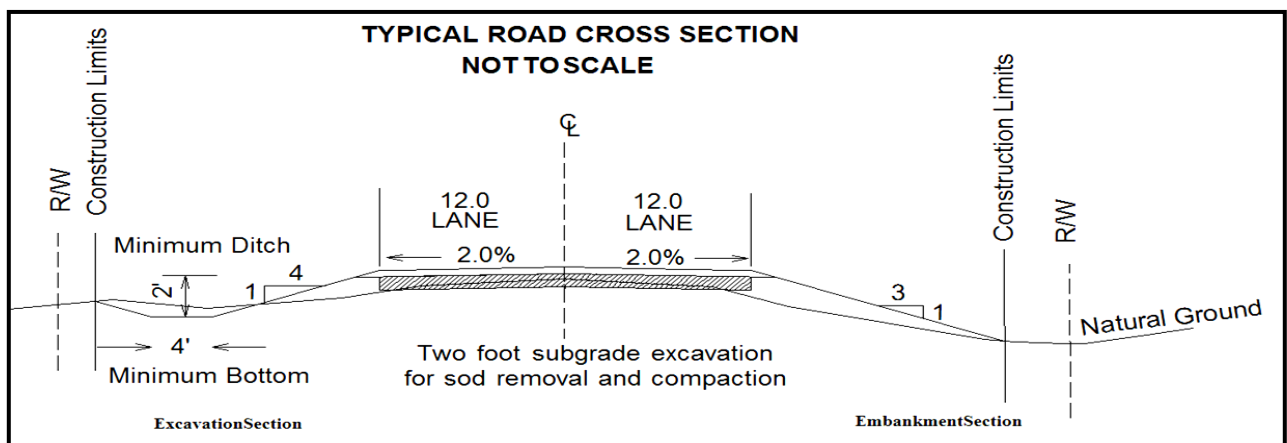 TYPICAL ROAD CROSS SECTION
NOT TO SCALE
R/W
Construction Limits
℄
Construction Limits
R/W
12.0
LANE
12.0
LANE
2.0%
2.0%
Minimum Ditch
2'
1
4
3
1
Natural Ground
4'
Minimum Bottom
Two foot subgrade excavation
for sod removal and compaction
ExcavationSection
EmbankmentSection